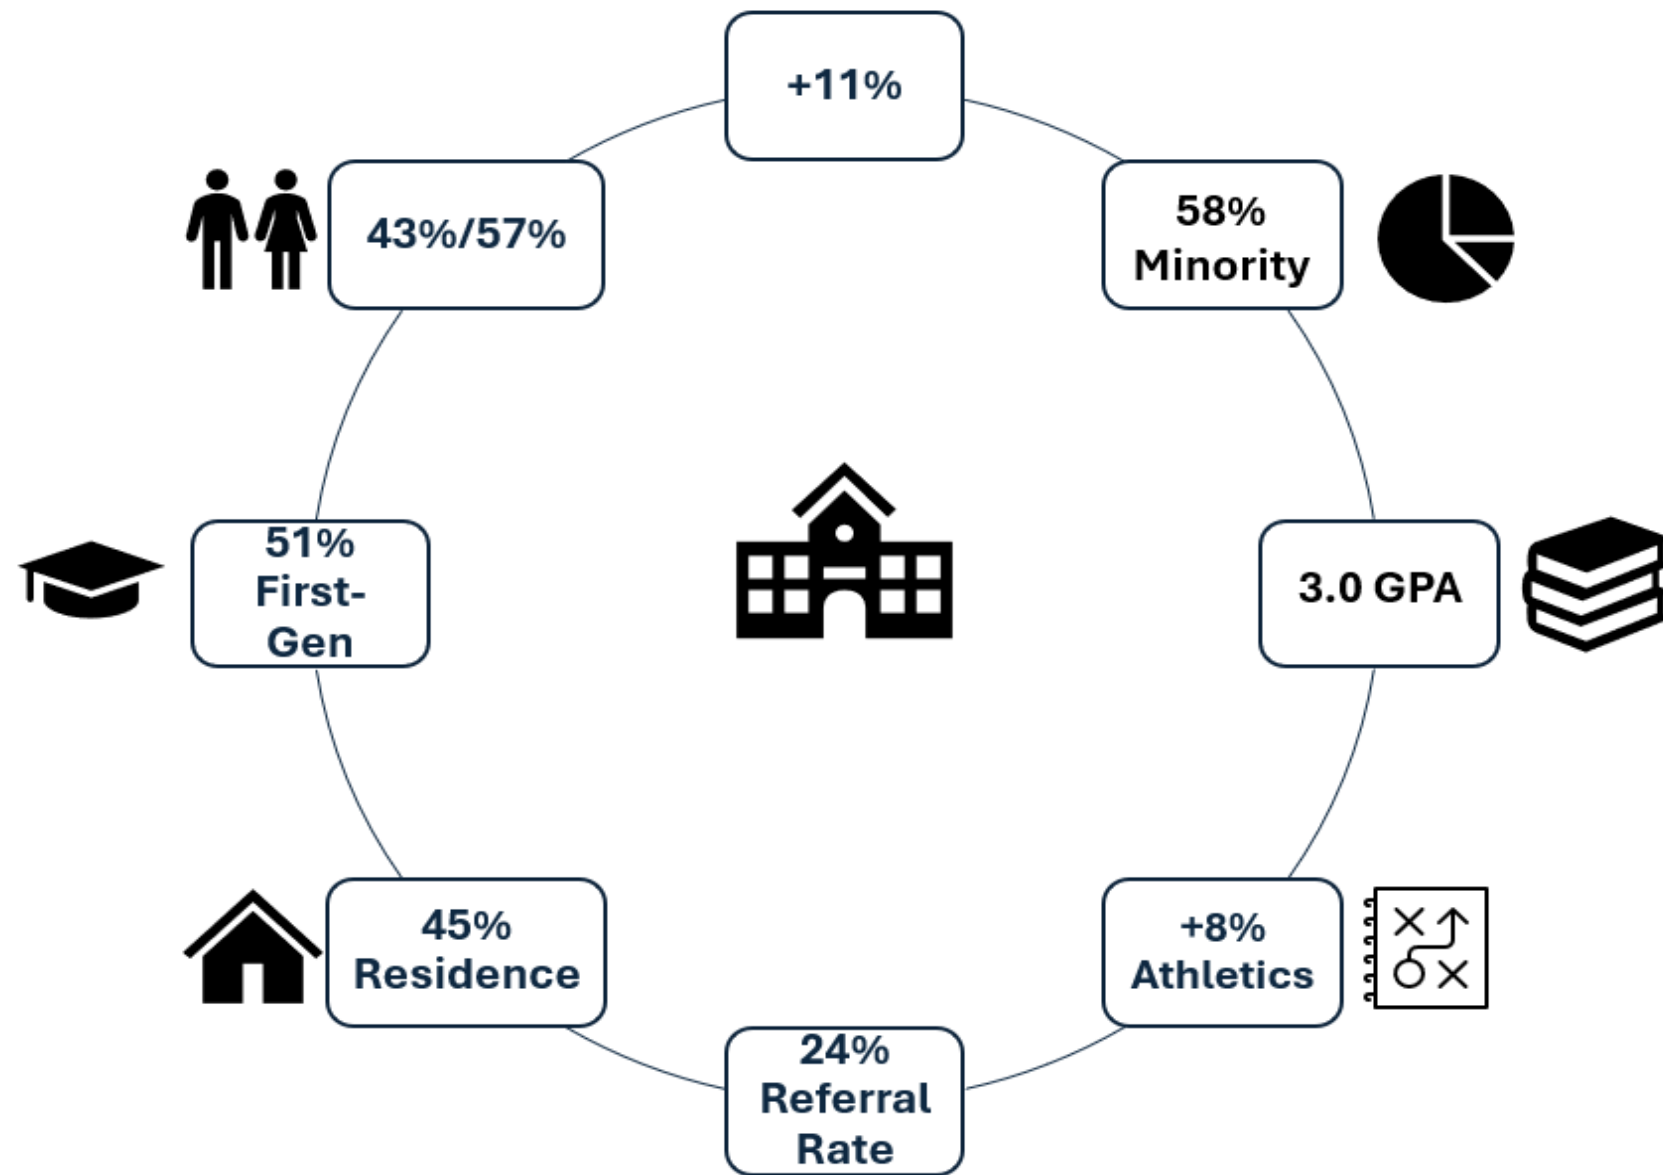 +11%
43%/57%
58%
Minority
51%
First-
Gen
3.0 GPA
45%
Residence
+8%
Athletics
24%
Referral
Rate